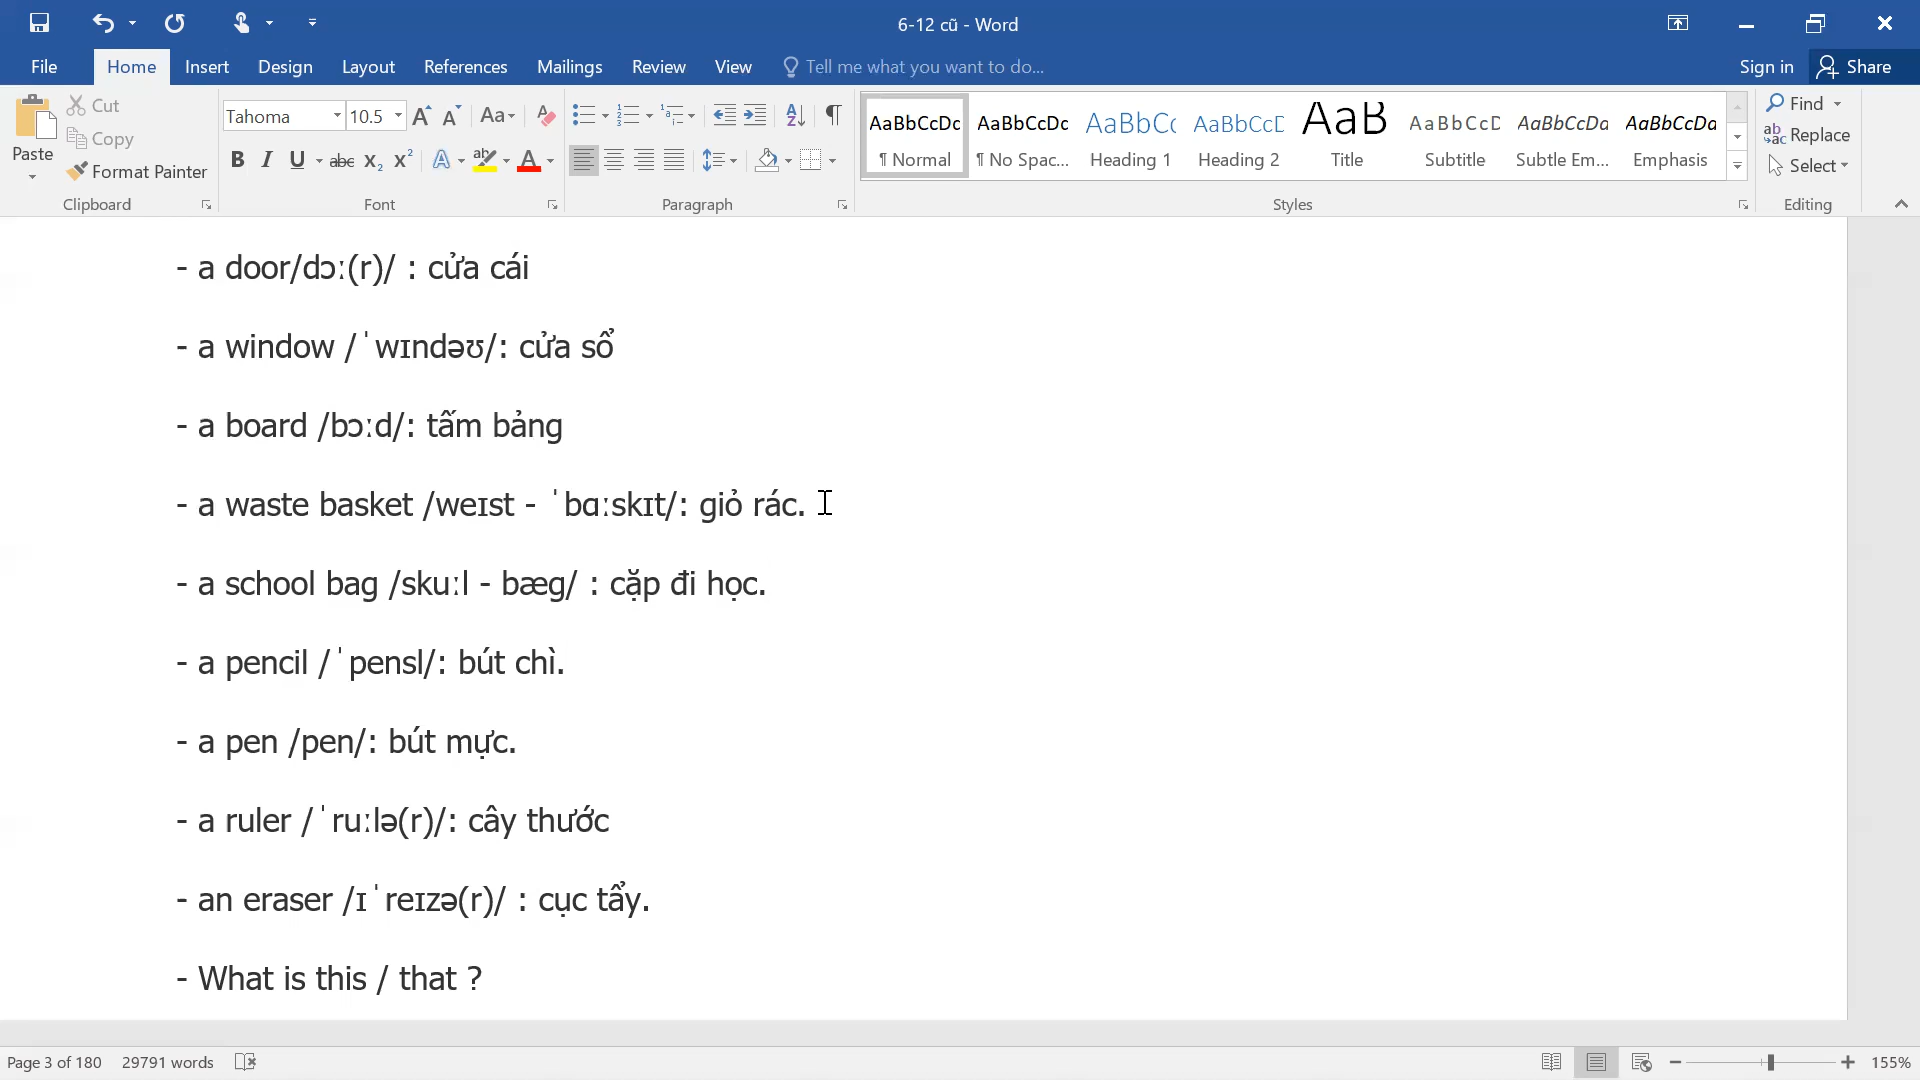 6-12 cũ - Word
File Home Insert Design Layout References Mailings Review View Tell me what you want to do... Sign in Share
Paste Cut Copy Format Painter Clipboard
Tahoma 10.5 Font
Paragraph
AaBbCcDc AaBbCcDc AaBbCc AaBbCcD AaB AaBbCcD AaBbCcDa AaBbCcDa
¶ Normal ¶ No Spac... Heading 1 Heading 2 Title Subtitle Subtle Em... Emphasis
Styles
Find Replace Select Editing
- a door/dɔː(r)/ : cửa cái
- a window /ˈwɪndəʊ/: cửa sổ
- a board /bɔːd/: tấm bảng
- a waste basket /weɪst - ˈbɑːskɪt/: giỏ rác.
- a school bag /skuːl - bæg/ : cặp đi học.
- a pencil /ˈpensl/: bút chì.
- a pen /pen/: bút mực.
- a ruler /ˈruːlə(r)/: cây thước
- an eraser /ɪˈreɪzə(r)/ : cục tẩy.
- What is this / that ?
Page 3 of 180 29791 words 155%